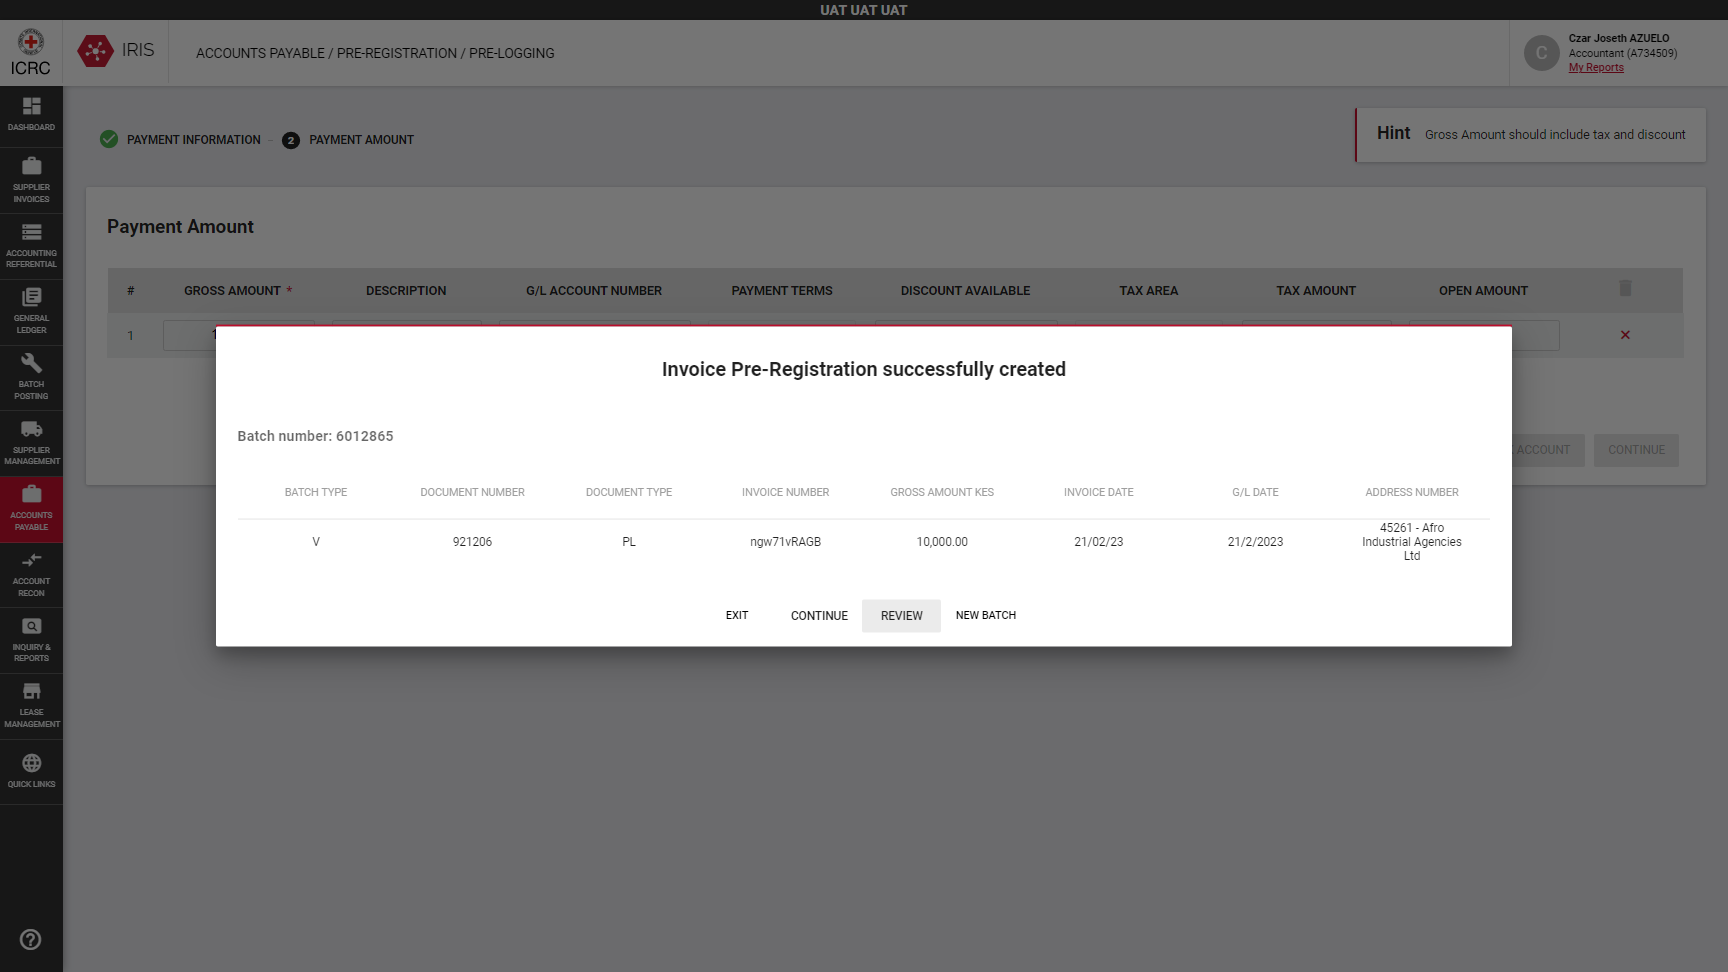 UAT UAT UAT
ICRC
IRIS
ACCOUNTS PAYABLE / PRE-REGISTRATION / PRE-LOGGING
C
Czar Joseth AZUELO
Accountant (A734509)
My Reports
DASHBOARD
SUPPLIER
INVOICES
ACCOUNTING
REFERENTIAL
GENERAL
LEDGER
BATCH
POSTING
SUPPLIER
MANAGEMENT
ACCOUNTS
PAYABLE
ACCOUNT
RECON
INQUIRY &
REPORTS
LEASE
MANAGEMENT
QUICK LINKS
PAYMENT INFORMATION
2 PAYMENT AMOUNT
Hint Gross Amount should include tax and discount
Payment Amount
# GROSS AMOUNT * DESCRIPTION G/L ACCOUNT NUMBER PAYMENT TERMS DISCOUNT AVAILABLE TAX AREA TAX AMOUNT OPEN AMOUNT
1
ACCOUNT CONTINUE
Invoice Pre-Registration successfully created
Batch number: 6012865
BATCH TYPE DOCUMENT NUMBER DOCUMENT TYPE INVOICE NUMBER GROSS AMOUNT KES INVOICE DATE G/L DATE ADDRESS NUMBER
V 921206 PL ngw71vRAGB 10,000.00 21/02/23 21/2/2023 45261 - Afro
Industrial Agencies
Ltd
EXIT CONTINUE REVIEW NEW BATCH